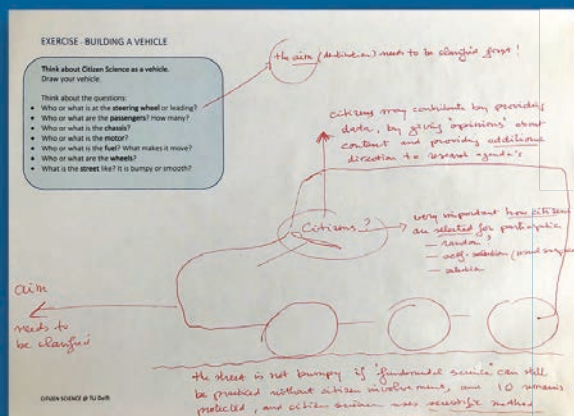 EXERCISE - BUILDING A VEHICLE
Think about Citizen Science as a vehicle.
Draw your vehicle.
Think about the questions:
• Who or what is at the steering wheel or leading?
• Who or what are the passengers? How many?
• Who or what is the chassis?
• Who or what is the motor?
• Who or what is the fuel? What makes it move?
• Who or what are the wheels?
• What is the street like? It is bumpy or smooth?
the aim (destination) needs to be clarified first!
citizens may contribute by providing
data, by giving 'opinions' about
content and providing additional
direction to research agenda's
Citizens?
very important how citizens
are selected for participation
— random?
— self-selection
— selection
aim
needs to
be clarified
the street is not bumpy if 'fundamental science' can still
be practiced without citizen involvement, and IO remains
protected, and citizen science uses scientific method
CITIZEN SCIENCE @ TU Delft